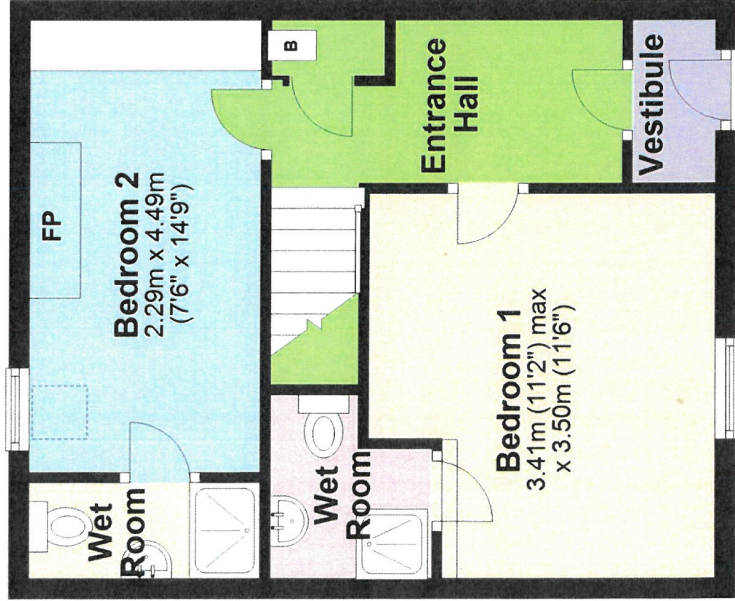 Wet
Room
Bedroom 2
2.29m x 4.49m
(7'6" x 14'9")
FP
Wet
Room
B
Bedroom 1
3.41m (11'2") max
x 3.50m (11'6")
Entrance
Hall
Vestibule